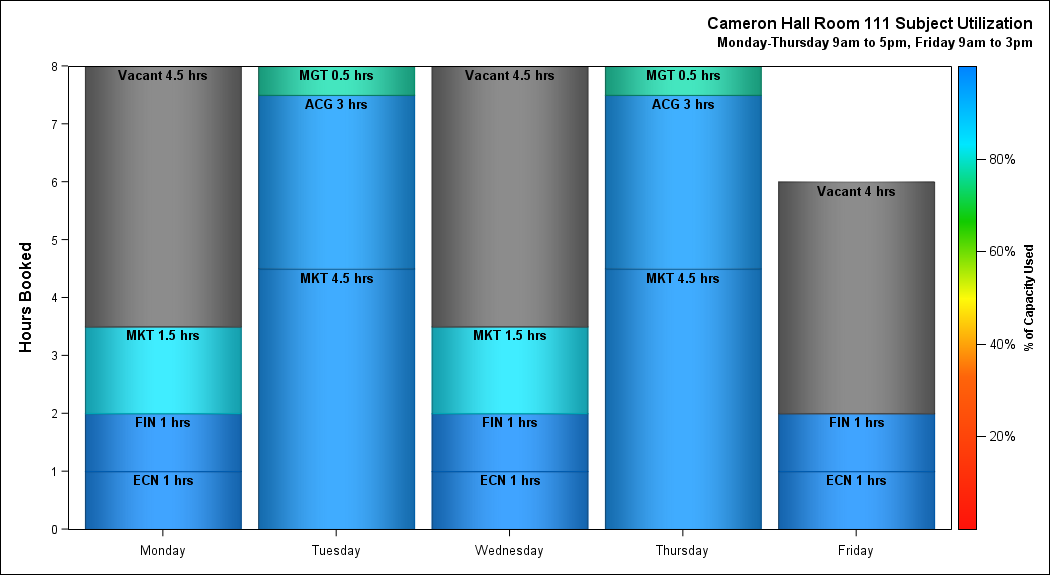 Cameron Hall Room 111 Subject Utilization
Monday-Thursday 9am to 5pm, Friday 9am to 3pm
Hours Booked
8
7
6
5
4
3
2
1
0
Vacant 4.5 hrs
MKT 1.5 hrs
FIN 1 hrs
ECN 1 hrs
MGT 0.5 hrs
ACG 3 hrs
MKT 4.5 hrs
Vacant 4.5 hrs
MKT 1.5 hrs
FIN 1 hrs
ECN 1 hrs
MGT 0.5 hrs
ACG 3 hrs
MKT 4.5 hrs
Vacant 4 hrs
FIN 1 hrs
ECN 1 hrs
Monday
Tuesday
Wednesday
Thursday
Friday
80%
60%
40%
20%
% of Capacity Used